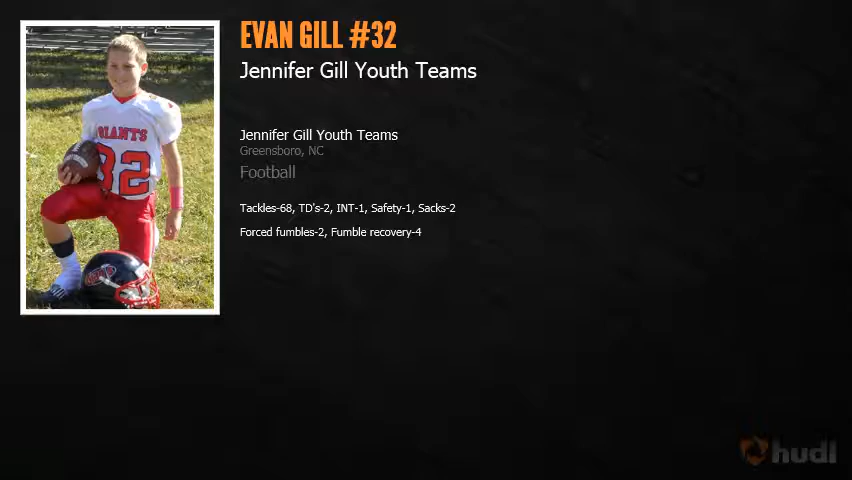 EVAN GILL #32
Jennifer Gill Youth Teams
Jennifer Gill Youth Teams
Greensboro, NC
Football
Tackles-68, TD's-2, INT-1, Safety-1, Sacks-2
Forced fumbles-2, Fumble recovery-4
GIANTS
32
hudl